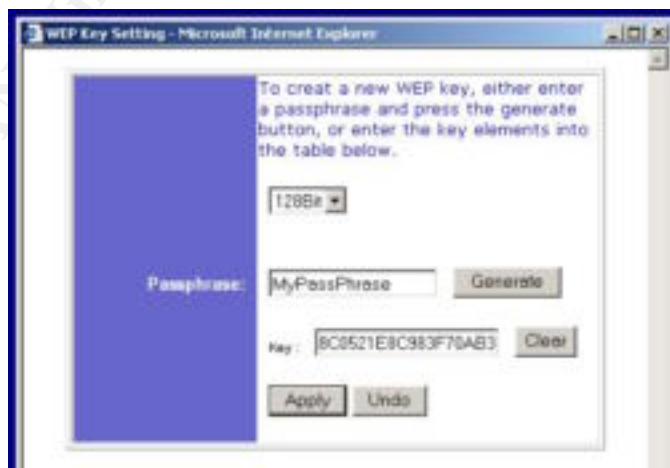 WEP Key Setting - Microsoft Internet Explorer
To creat a new WEP key, either enter
a passphrase and press the generate
button, or enter the key elements into
the table below.
128Bit
Passphrase: MyPassPhrase Generate
Key : 8C0521E8C983F70AB3 Clear
Apply Undo